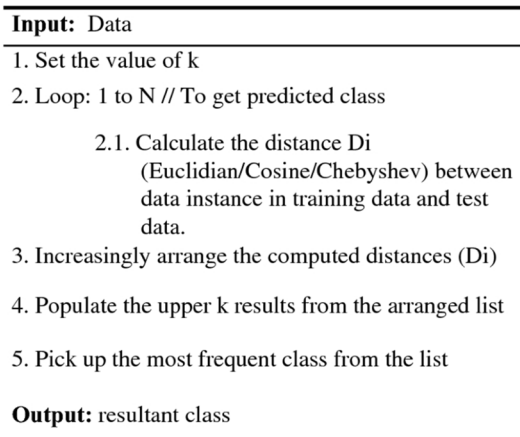 Input: Data
1. Set the value of k
2. Loop: 1 to N // To get predicted class
2.1. Calculate the distance Di
(Euclidian/Cosine/Chebyshev) between
data instance in training data and test
data.
3. Increasingly arrange the computed distances (Di)
4. Populate the upper k results from the arranged list
5. Pick up the most frequent class from the list
Output: resultant class